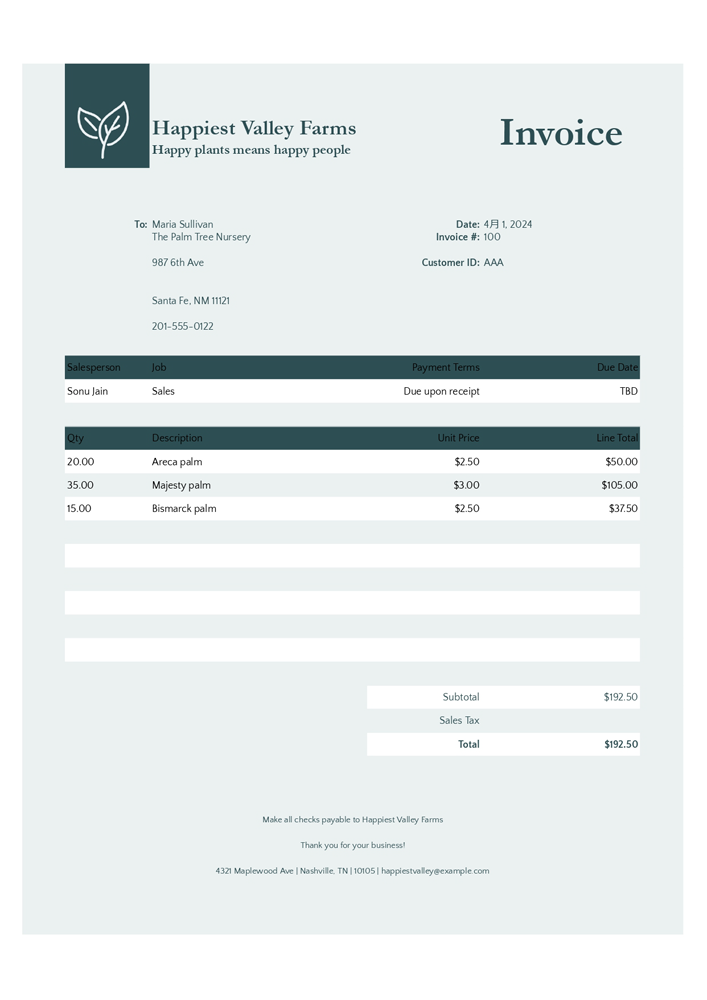 Happiest Valley Farms
Happy plants means happy people
Invoice
To: Maria Sullivan
The Palm Tree Nursery
987 6th Ave
Santa Fe, NM 11121
201-555-0122
Date: 4月 1, 2024
Invoice #: 100
Customer ID: AAA
Salesperson Job Payment Terms Due Date
Sonu Jain Sales Due upon receipt TBD
Qty Description Unit Price Line Total
20.00 Areca palm $2.50 $50.00
35.00 Majesty palm $3.00 $105.00
15.00 Bismarck palm $2.50 $37.50
Subtotal $192.50
Sales Tax
Total $192.50
Make all checks payable to Happiest Valley Farms
Thank you for your business!
4321 Maplewood Ave | Nashville, TN | 10105 | happiestvalley@example.com